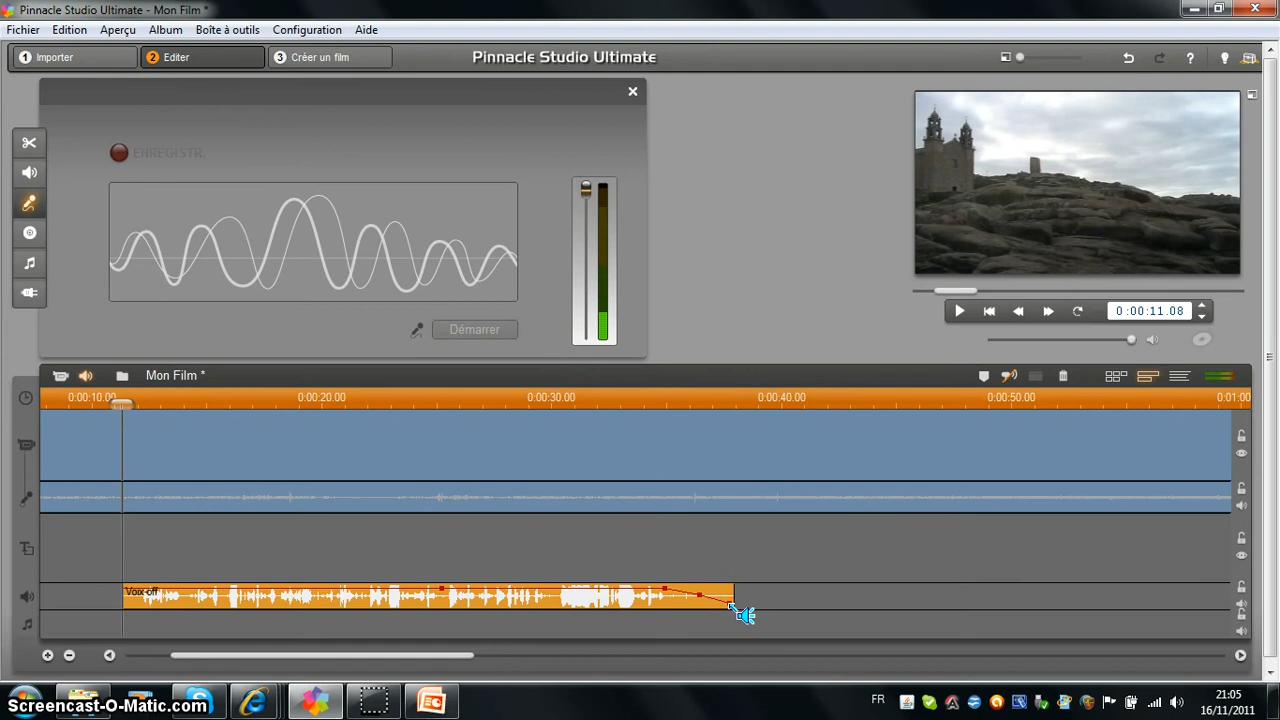 Pinnacle Studio Ultimate - Mon Film *
Fichier Edition Aperçu Album Boîte à outils Configuration Aide
1 Importer 2 Editer 3 Créer un film Pinnacle Studio Ultimate
ENREGISTR.
Démarrer
0:00:11.08
Mon Film *
0:00:10.00 0:00:20.00 0:00:30.00 0:00:40.00 0:00:50.00 0:01:00
Voix-off
FR
21:05
16/11/2011
Screencast-O-Matic.com